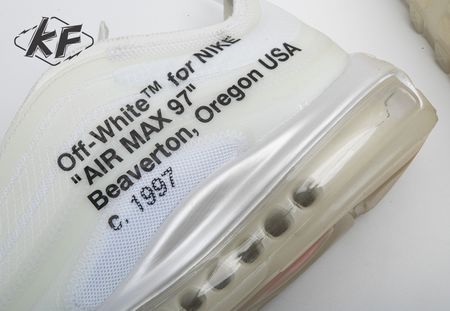 KF
Off-White™ for NIKE
"AIR MAX 97"
Beaverton, Oregon USA
c. 1997